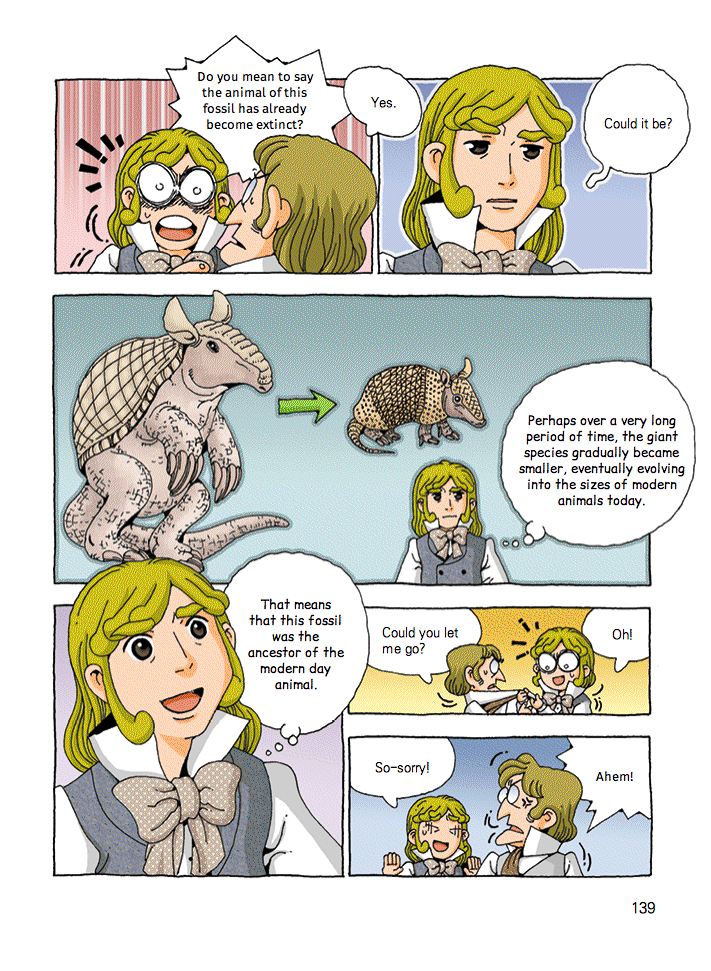 Do you mean to say
the animal of this
fossil has already
become extinct?
Yes.
Could it be?
Perhaps over a very long
period of time, the giant
species gradually became
smaller, eventually evolving
into the sizes of modern
animals today.
That means
that this fossil
was the
ancestor of the
modern day
animal.
Could you let
me go?
Oh!
So-sorry!
Ahem!
139